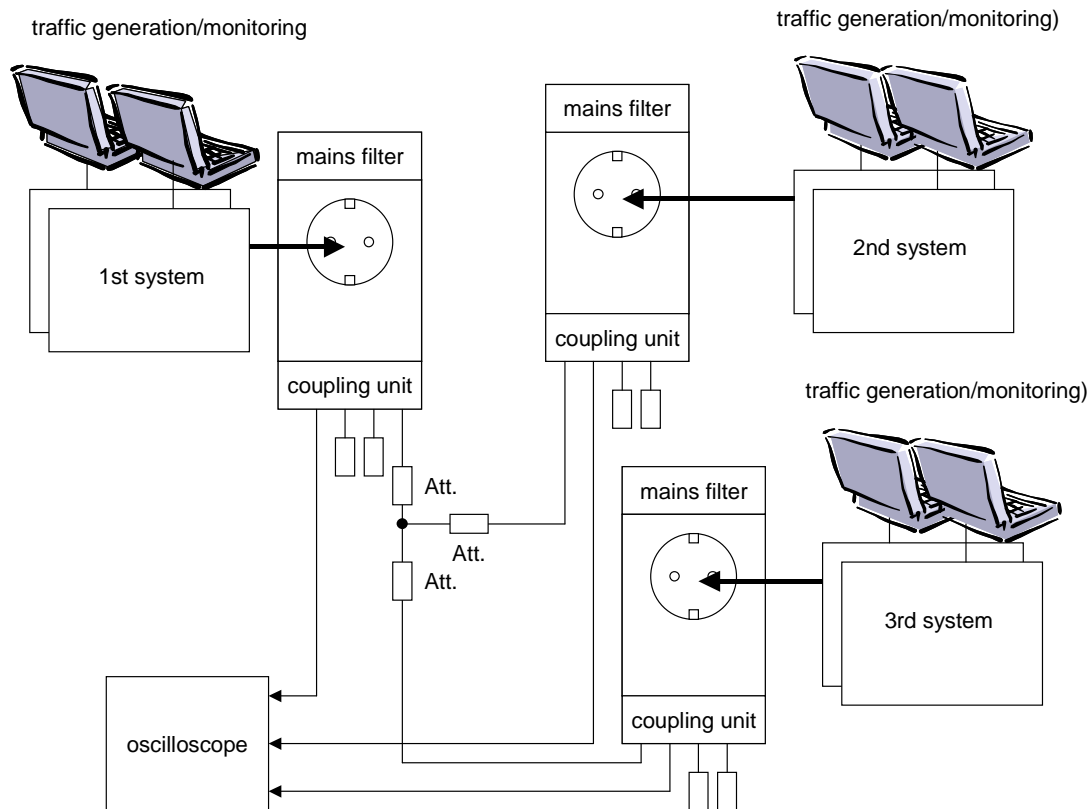 traffic generation/monitoring
traffic generation/monitoring)
mains filter
mains filter
1st system
2nd system
coupling unit
coupling unit
traffic generation/monitoring)
Att.
mains filter
Att.
Att.
3rd system
coupling unit
oscilloscope